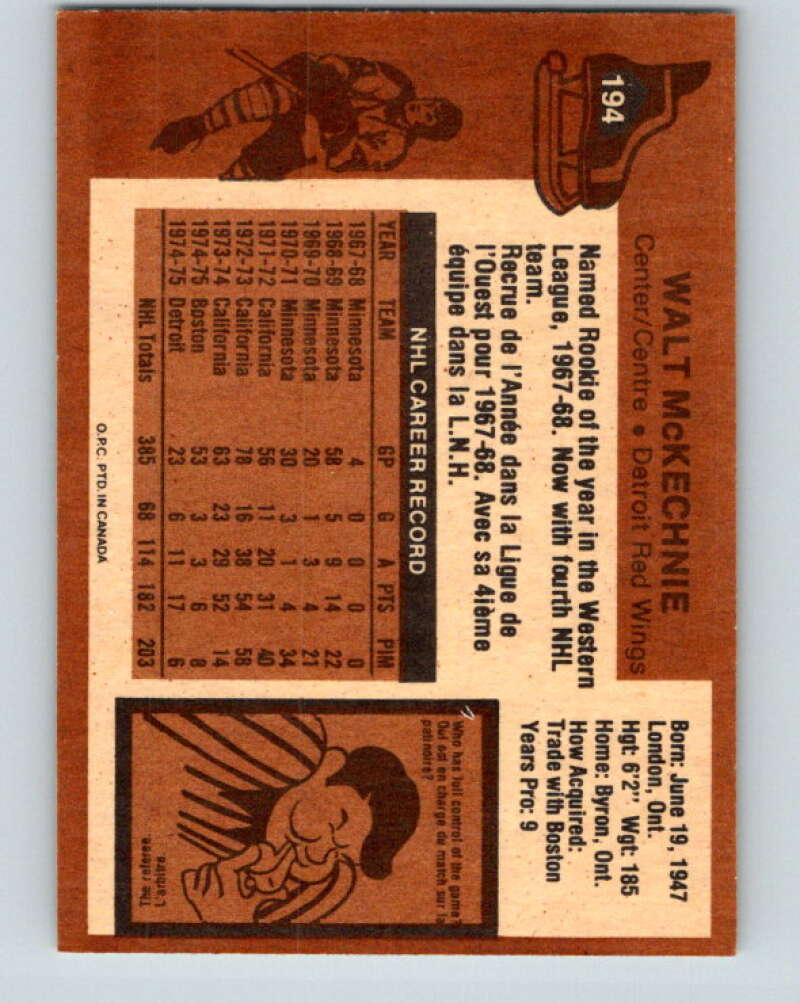 194
WALT McKECHNIE
Center/Centre • Detroit Red Wings
Named Rookie of the year in the Western
League, 1967-68. Now with fourth NHL
team.
Recrue de l'Année dans la Ligue de
l'Ouest pour 1967-68. Avec sa 4ième
équipe dans la L.N.H.
Born: June 19, 1947
London, Ont.
Hgt: 6'2" Wgt: 185
Home: Byron, Ont.
How Acquired:
Trade with Boston
Years Pro: 9
NHL CAREER RECORD
YEAR TEAM GP G A PTS PIM
1967-68 Minnesota 4 0 0 0 0
1968-69 Minnesota 58 5 9 14 22
1969-70 Minnesota 20 1 3 4 21
1970-71 Minnesota 30 3 1 4 34
1971-72 California 56 11 20 31 40
1972-73 California 78 16 38 54 58
1973-74 California 63 23 29 52 14
1974-75 Boston 53 3 3 6 8
1974-75 Detroit 23 6 11 17 6
NHL Totals 385 68 114 182 203
Who has full control of the game?
Qui est en charge du match sur la
patinoire?
The referee.
L'arbitre.
O.P.C. PTD. IN CANADA